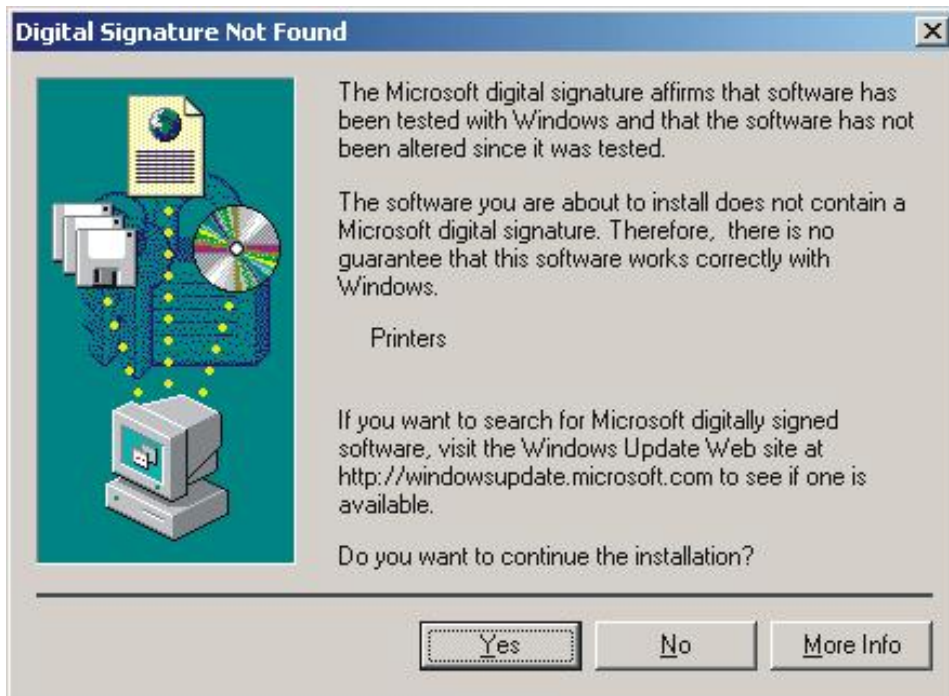 Digital Signature Not Found
The Microsoft digital signature affirms that software has
been tested with Windows and that the software has not
been altered since it was tested.
The software you are about to install does not contain a
Microsoft digital signature. Therefore,  there is no
guarantee that this software works correctly with
Windows.
Printers
If you want to search for Microsoft digitally signed
software, visit the Windows Update Web site at
http://windowsupdate.microsoft.com to see if one is
available.
Do you want to continue the installation?
Yes
No
More Info